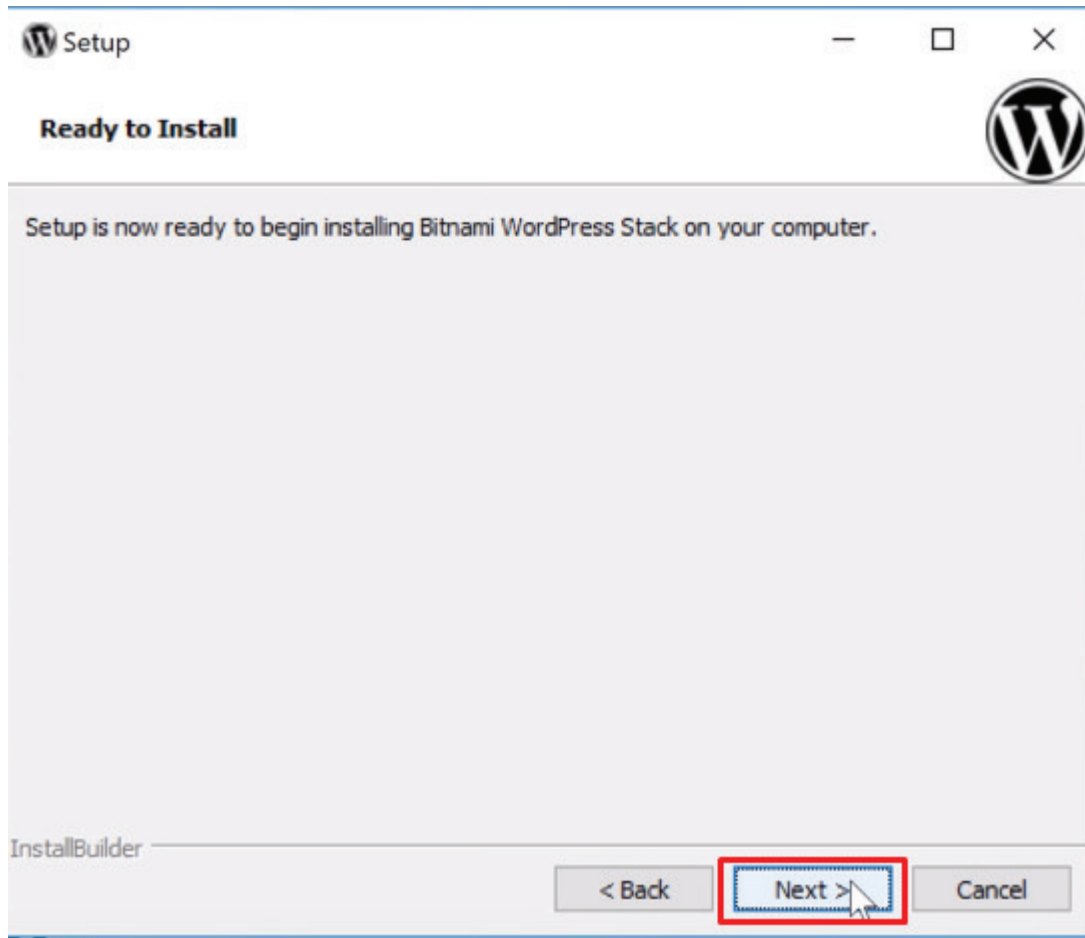 Setup
Ready to Install
Setup is now ready to begin installing Bitnami WordPress Stack on your computer.
InstallBuilder
< Back
Next >
Cancel